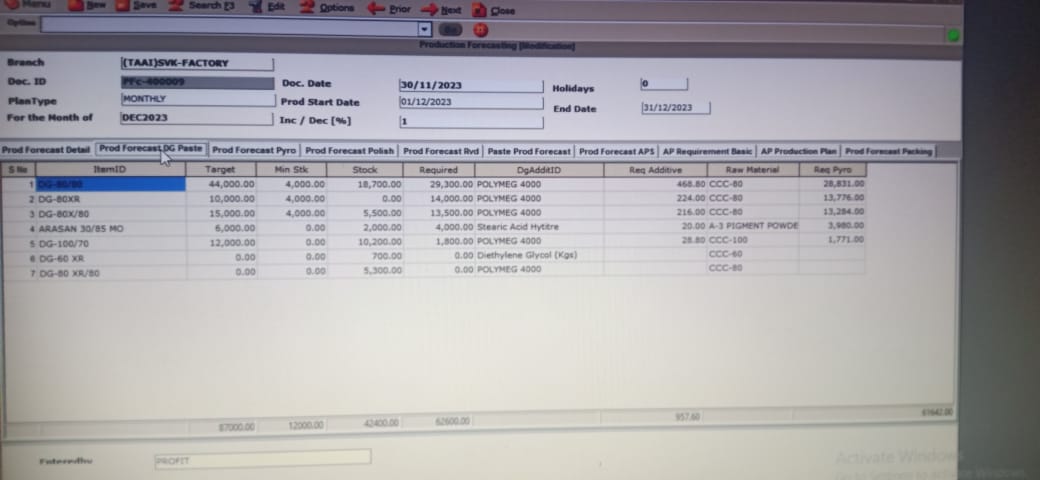 Menu New Save Search F3 Edit Options Prior Next Close
Option
Production Forecasting [Modification]
Branch (TAAI)SVK-FACTORY
Doc. ID PFc-400009 Doc. Date 30/11/2023 Holidays 0
PlanType MONTHLY Prod Start Date 01/12/2023 End Date 31/12/2023
For the Month of DEC2023 Inc / Dec [%] 1
Prod Forecast Detail Prod Forecast DG Paste Prod Forecast Pyro Prod Forecast Polish Prod Forecast Rvd Paste Prod Forecast Prod Forecast APS AP Requirement Basic AP Production Plan Prod Forecast Packing
S No ItemID Target Min Stk Stock Required DgAdditID Req Additive Raw Material Req Pyro
1 DG-80/80 44,000.00 4,000.00 18,700.00 29,300.00 POLYMEG 4000 468.80 CCC-80 28,831.00
2 DG-80XR 10,000.00 4,000.00 0.00 14,000.00 POLYMEG 4000 224.00 CCC-80 13,776.00
3 DG-80X/80 15,000.00 4,000.00 5,500.00 13,500.00 POLYMEG 4000 216.00 CCC-80 13,284.00
4 ARASAN 30/85 MO 6,000.00 0.00 2,000.00 4,000.00 Stearic Acid Hytitre 20.00 A-3 PIGMENT POWDE 3,980.00
5 DG-100/70 12,000.00 0.00 10,200.00 1,800.00 POLYMEG 4000 28.80 CCC-100 1,771.00
6 DG-60 XR 0.00 0.00 700.00 0.00 Diethylene Glycol (Kgs) CCC-60
7 DG-80 XR/80 0.00 0.00 5,300.00 0.00 POLYMEG 4000 CCC-80
87000.00 12000.00 42400.00 62600.00 957.60 61642.00
EnteredBy PROFIT
Activate Windows
Go to Settings to activate Windows.